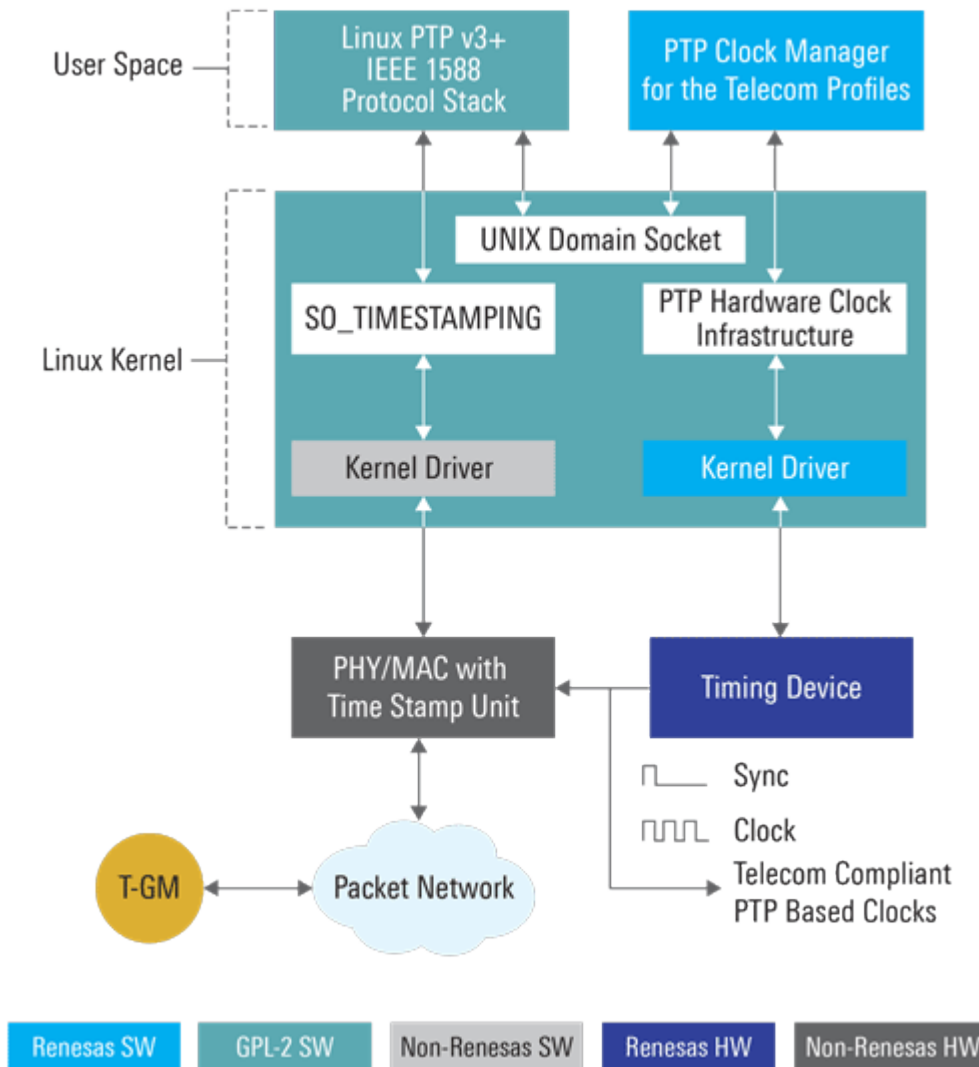 Linux PTP v3+
IEEE 1588
Protocol Stack
PTP Clock Manager
for the Telecom Profiles
User Space
UNIX Domain Socket
SO_TIMESTAMPING
PTP Hardware Clock
Infrastructure
Linux Kernel
Kernel Driver
Kernel Driver
PHY/MAC with
Time Stamp Unit
Timing Device
Sync
Clock
Telecom Compliant
PTP Based Clocks
T-GM
Packet Network
Renesas SW
GPL-2 SW
Non-Renesas SW
Renesas HW
Non-Renesas HW